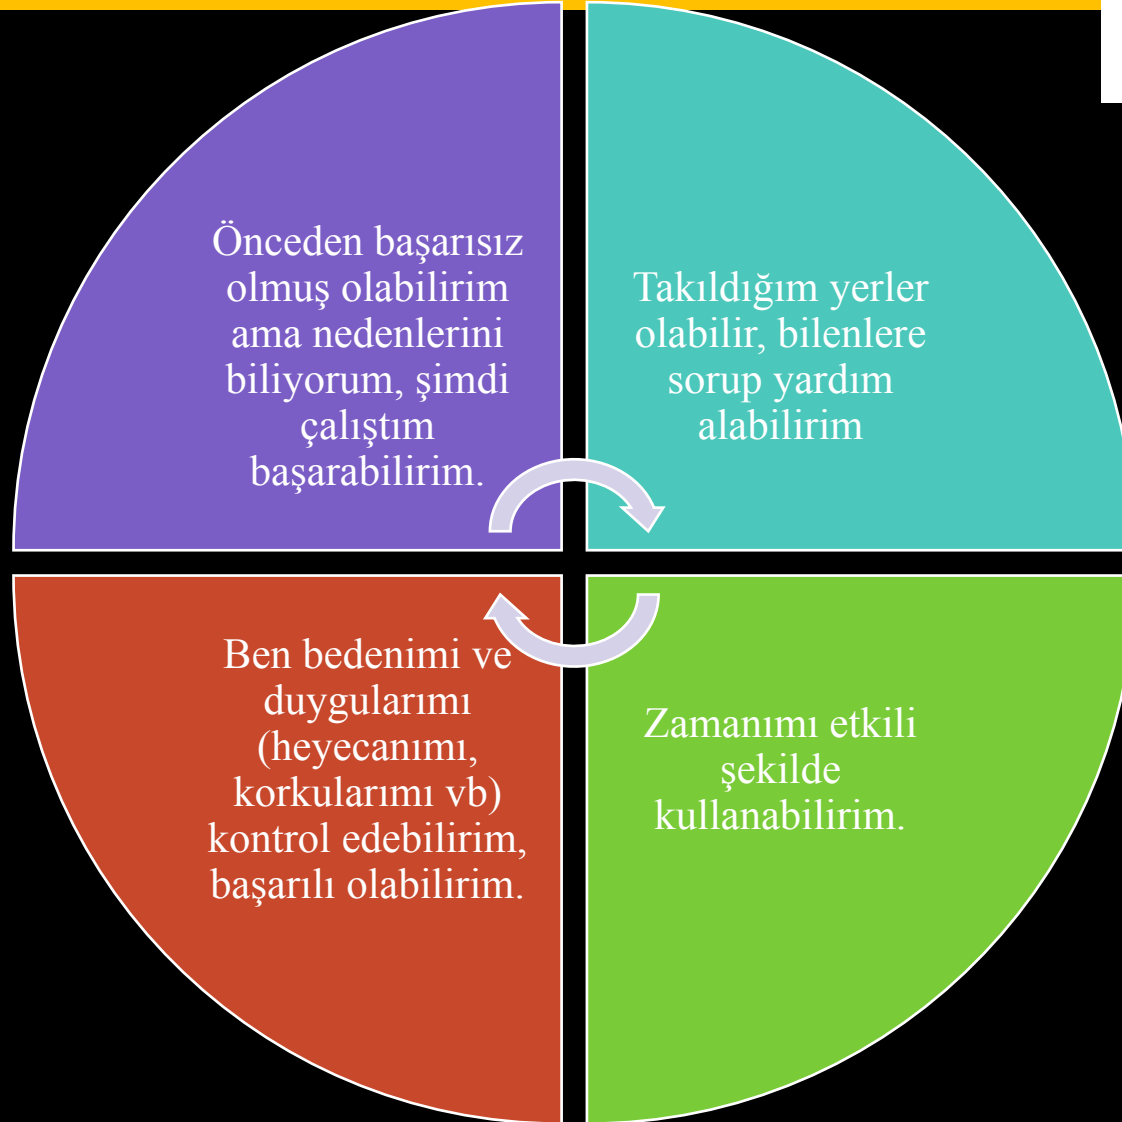 Önceden başarısız
olmuş olabilirim
ama nedenlerini
biliyorum, şimdi
çalıştım
başarabilirim.
Takıldığım yerler
olabilir, bilenlere
sorup yardım
alabilirim
Ben bedenimi ve
duygularımı
(heyecanımı,
korkularımı vb)
kontrol edebilirim,
başarılı olabilirim.
Zamanımı etkili
şekilde
kullanabilirim.